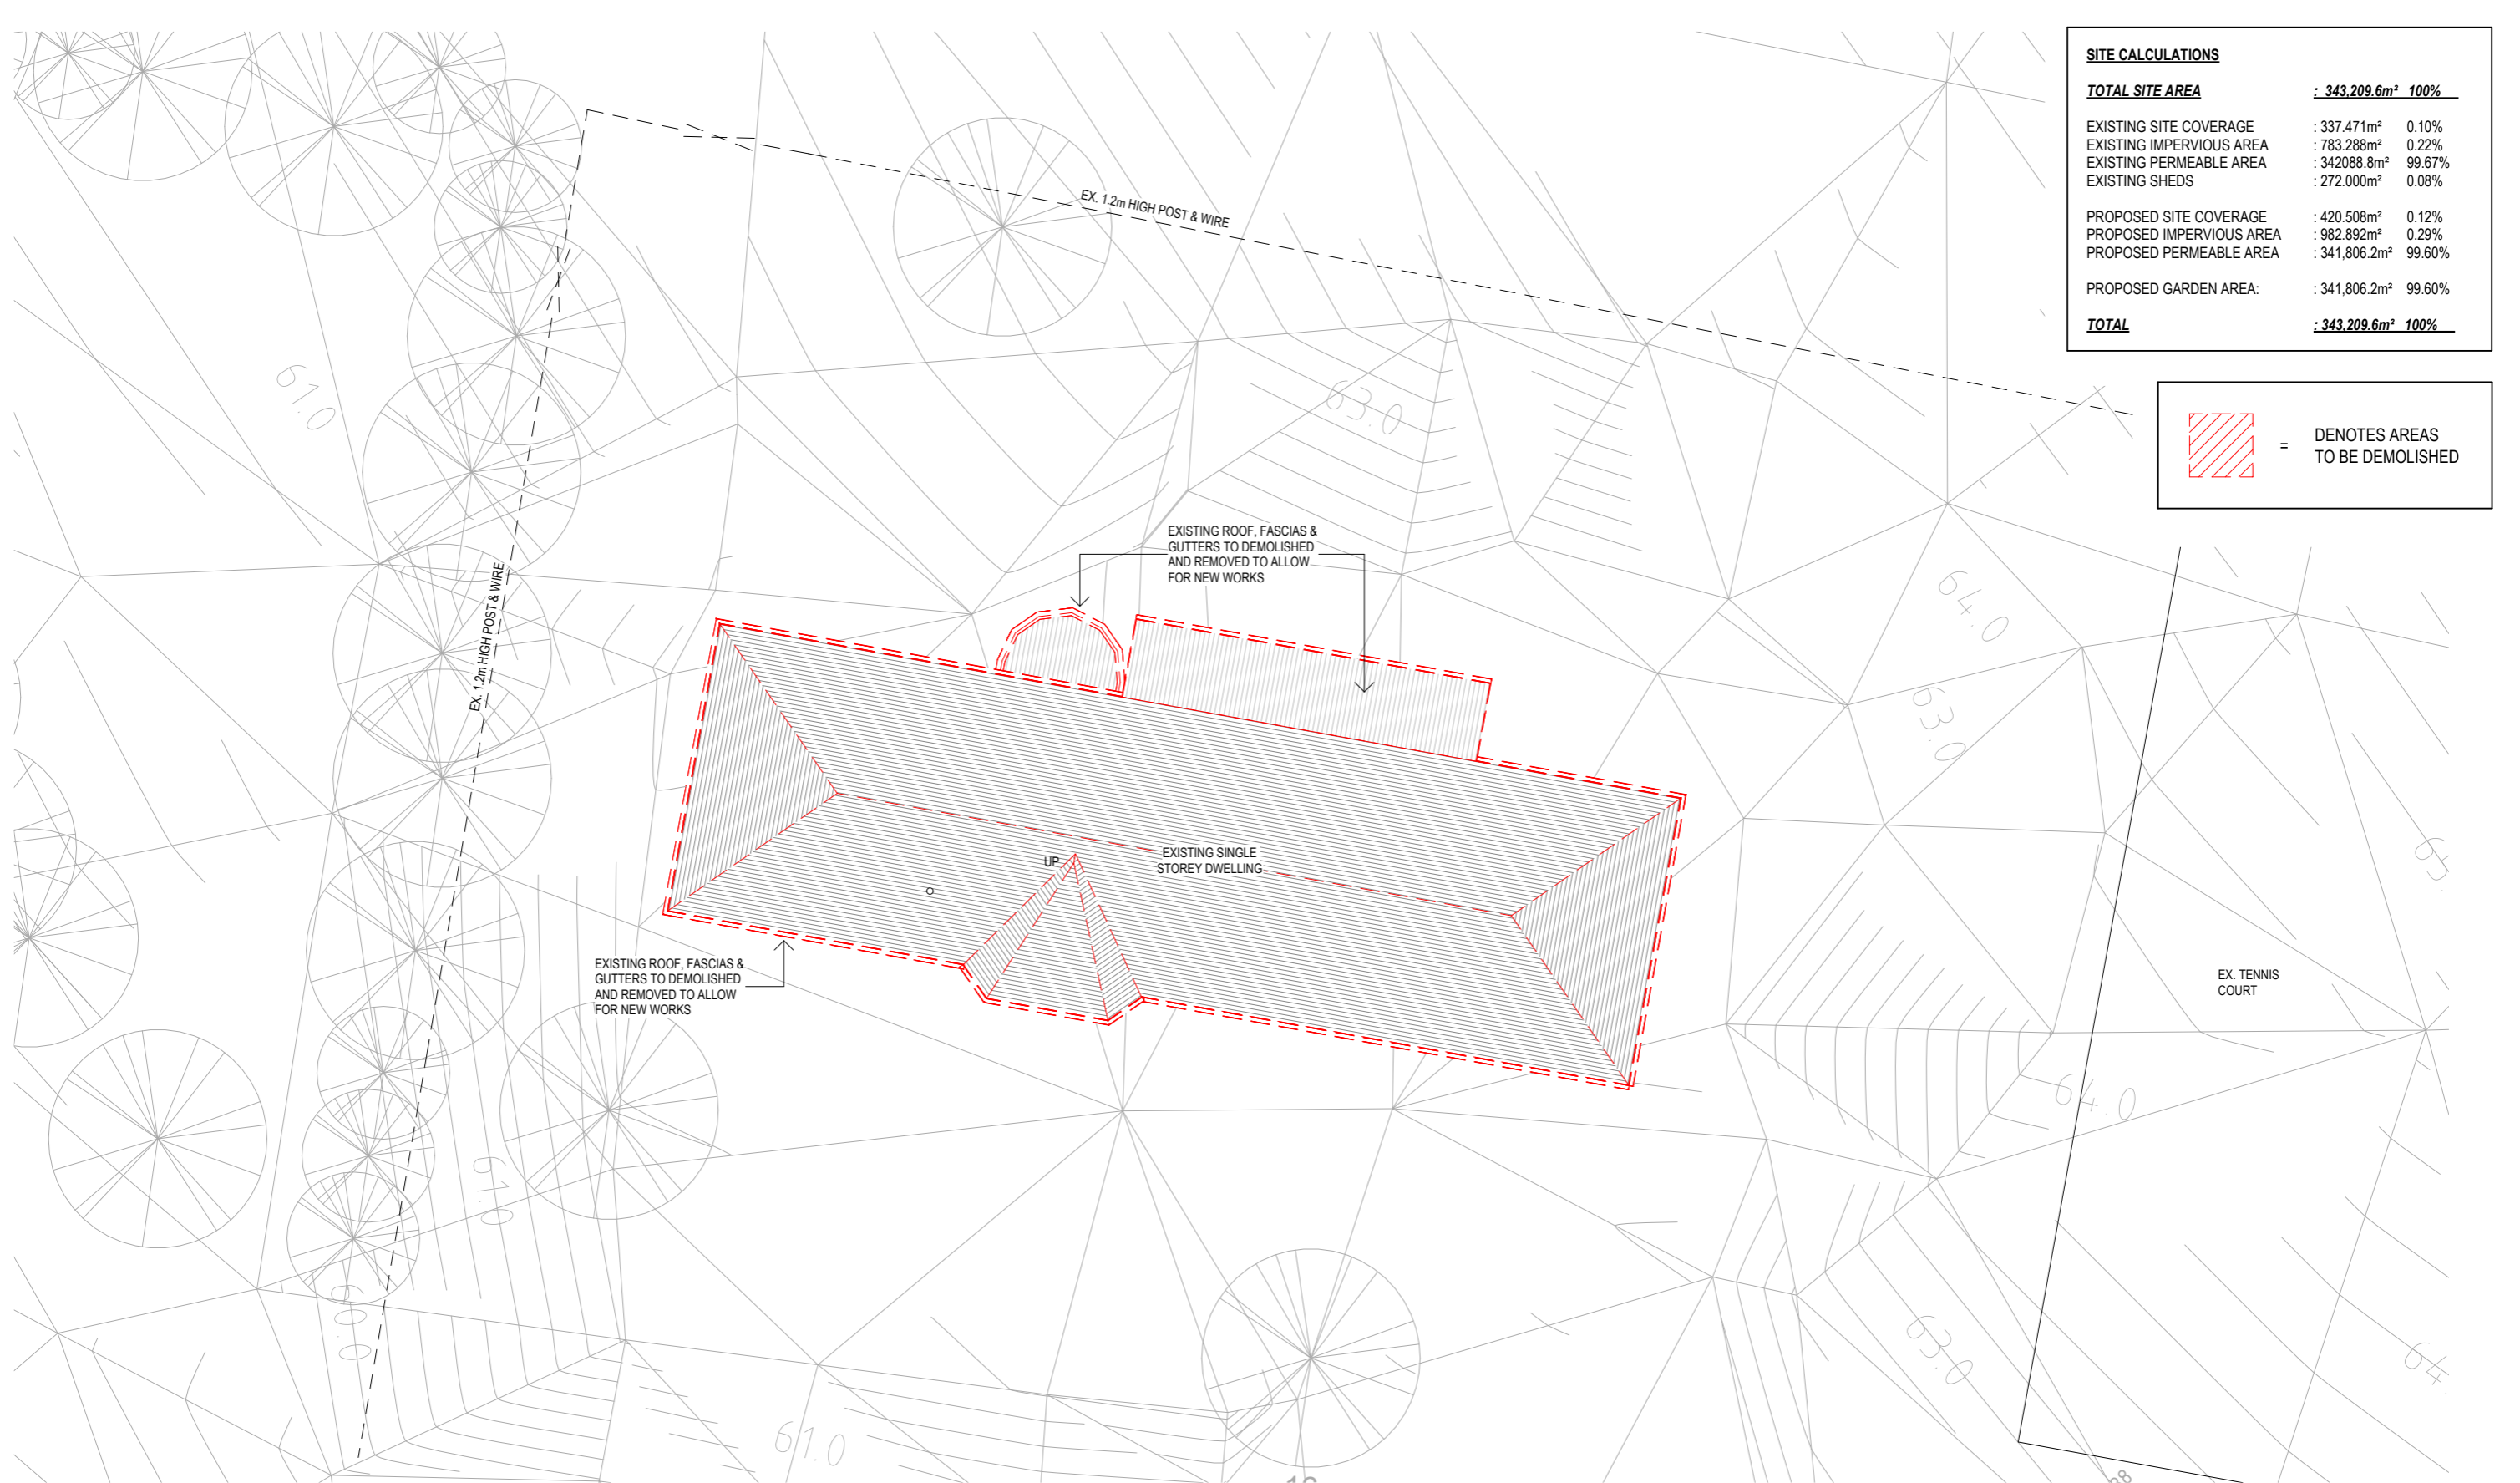 SITE CALCULATIONS
TOTAL SITE AREA : 343,209.6m² 100%
EXISTING SITE COVERAGE : 337.471m² 0.10%
EXISTING IMPERVIOUS AREA : 783.288m² 0.22%
EXISTING PERMEABLE AREA : 342088.8m² 99.67%
EXISTING SHEDS : 272.000m² 0.08%
PROPOSED SITE COVERAGE : 420.508m² 0.12%
PROPOSED IMPERVIOUS AREA : 982.892m² 0.29%
PROPOSED PERMEABLE AREA : 341,806.2m² 99.60%
PROPOSED GARDEN AREA: : 341,806.2m² 99.60%
TOTAL : 343,209.6m² 100%
= DENOTES AREAS
TO BE DEMOLISHED
EX. 1.2m HIGH POST & WIRE
61.0
63.0
EXISTING ROOF, FASCIAS &
GUTTERS TO DEMOLISHED
AND REMOVED TO ALLOW
FOR NEW WORKS
EX. 1.2m HIGH POST & WIRE
64.0
63.0
UP
EXISTING SINGLE
STOREY DWELLING
EXISTING ROOF, FASCIAS &
GUTTERS TO DEMOLISHED
AND REMOVED TO ALLOW
FOR NEW WORKS
EX. TENNIS
COURT
64.0
61.0
60.0
63.0
61.0